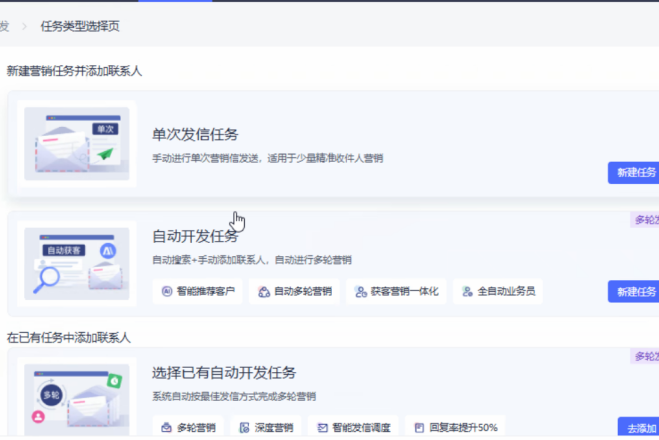 发 > 任务类型选择页
新建营销任务并添加联系人
单次
单次发信任务
手动进行单次营销信发送，适用于少量精准收件人营销
新建任务
多轮发
自动获客
AI
自动开发任务
自动搜索+手动添加联系人，自动进行多轮营销
AI 智能推荐客户 自动多轮营销 获客营销一体化 全自动业务员
新建任务
在已有任务中添加联系人
多轮发
多轮
选择已有自动开发任务
系统自动按最佳发信方式完成多轮营销
多轮营销 深度营销 智能发信调度 回复率提升50%
去添加